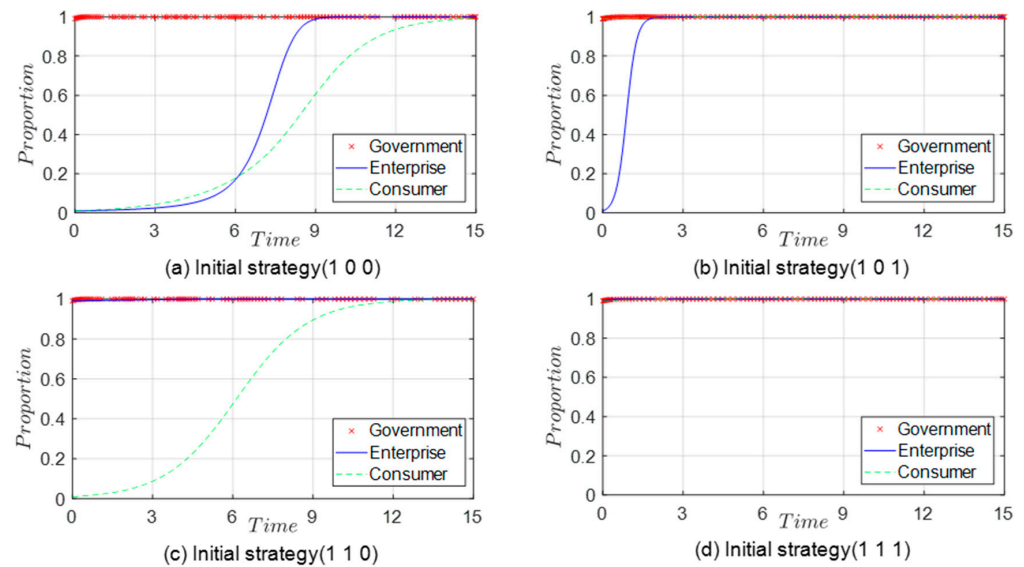 1
0.8
0.6
0.4
0.2
0
Proportion
Government
Enterprise
Consumer
0 3 6 9 12 15
Time
(a) Initial strategy(1 0 0)
1
0.8
0.6
0.4
0.2
0
Proportion
Government
Enterprise
Consumer
0 3 6 9 12 15
Time
(b) Initial strategy(1 0 1)
1
0.8
0.6
0.4
0.2
0
Proportion
Government
Enterprise
Consumer
0 3 6 9 12 15
Time
(c) Initial strategy(1 1 0)
1
0.8
0.6
0.4
0.2
0
Proportion
Government
Enterprise
Consumer
0 3 6 9 12 15
Time
(d) Initial strategy(1 1 1)